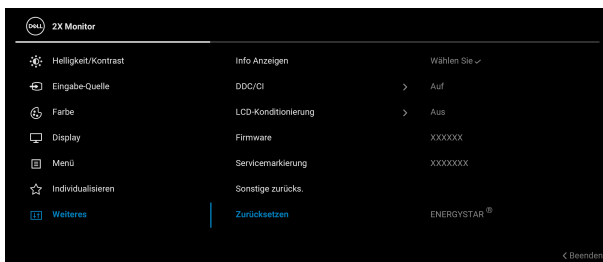 DELL 2X Monitor
Helligkeit/Kontrast Info Anzeigen Wählen Sie ✓
Eingabe-Quelle DDC/CI > Auf
Farbe LCD-Konditionierung > Aus
Display Firmware XXXXXX
Menü Servicemarkierung XXXXXXX
Individualisieren Sonstige zurücks.
Weiteres Zurücksetzen ENERGYSTAR ®
< Beenden